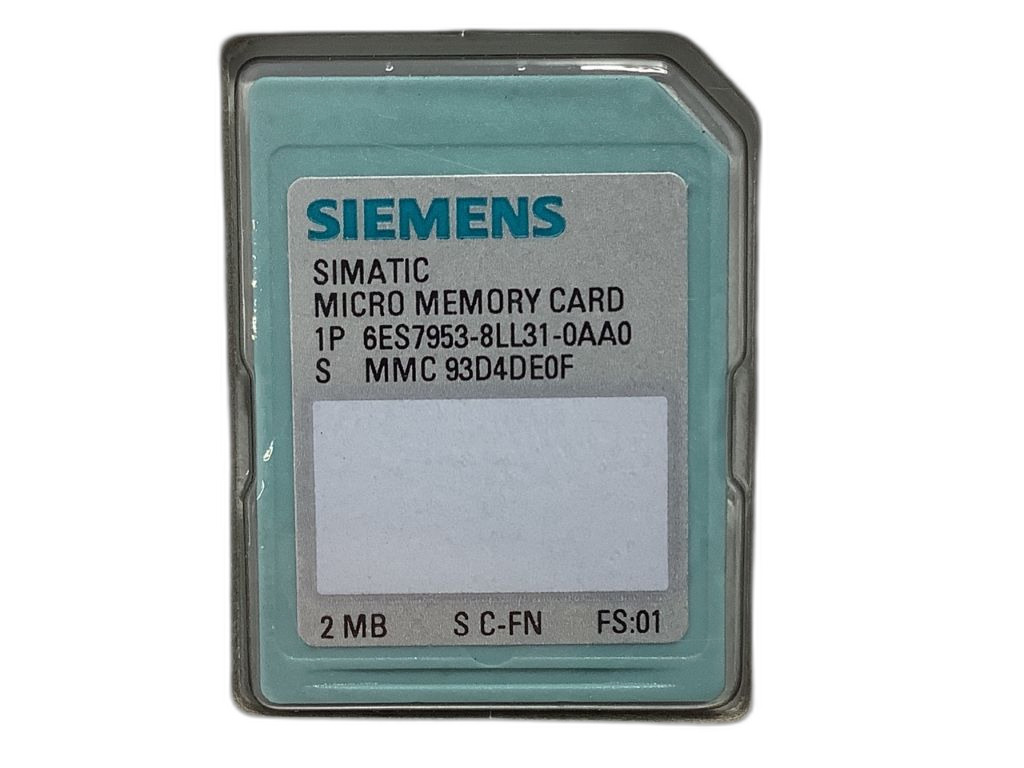 SIEMENS
SIMATIC
MICRO MEMORY CARD
1P 6ES7953-8LL31-0AA0
S MMC 93D4DE0F
2 MB S C-FN FS:01